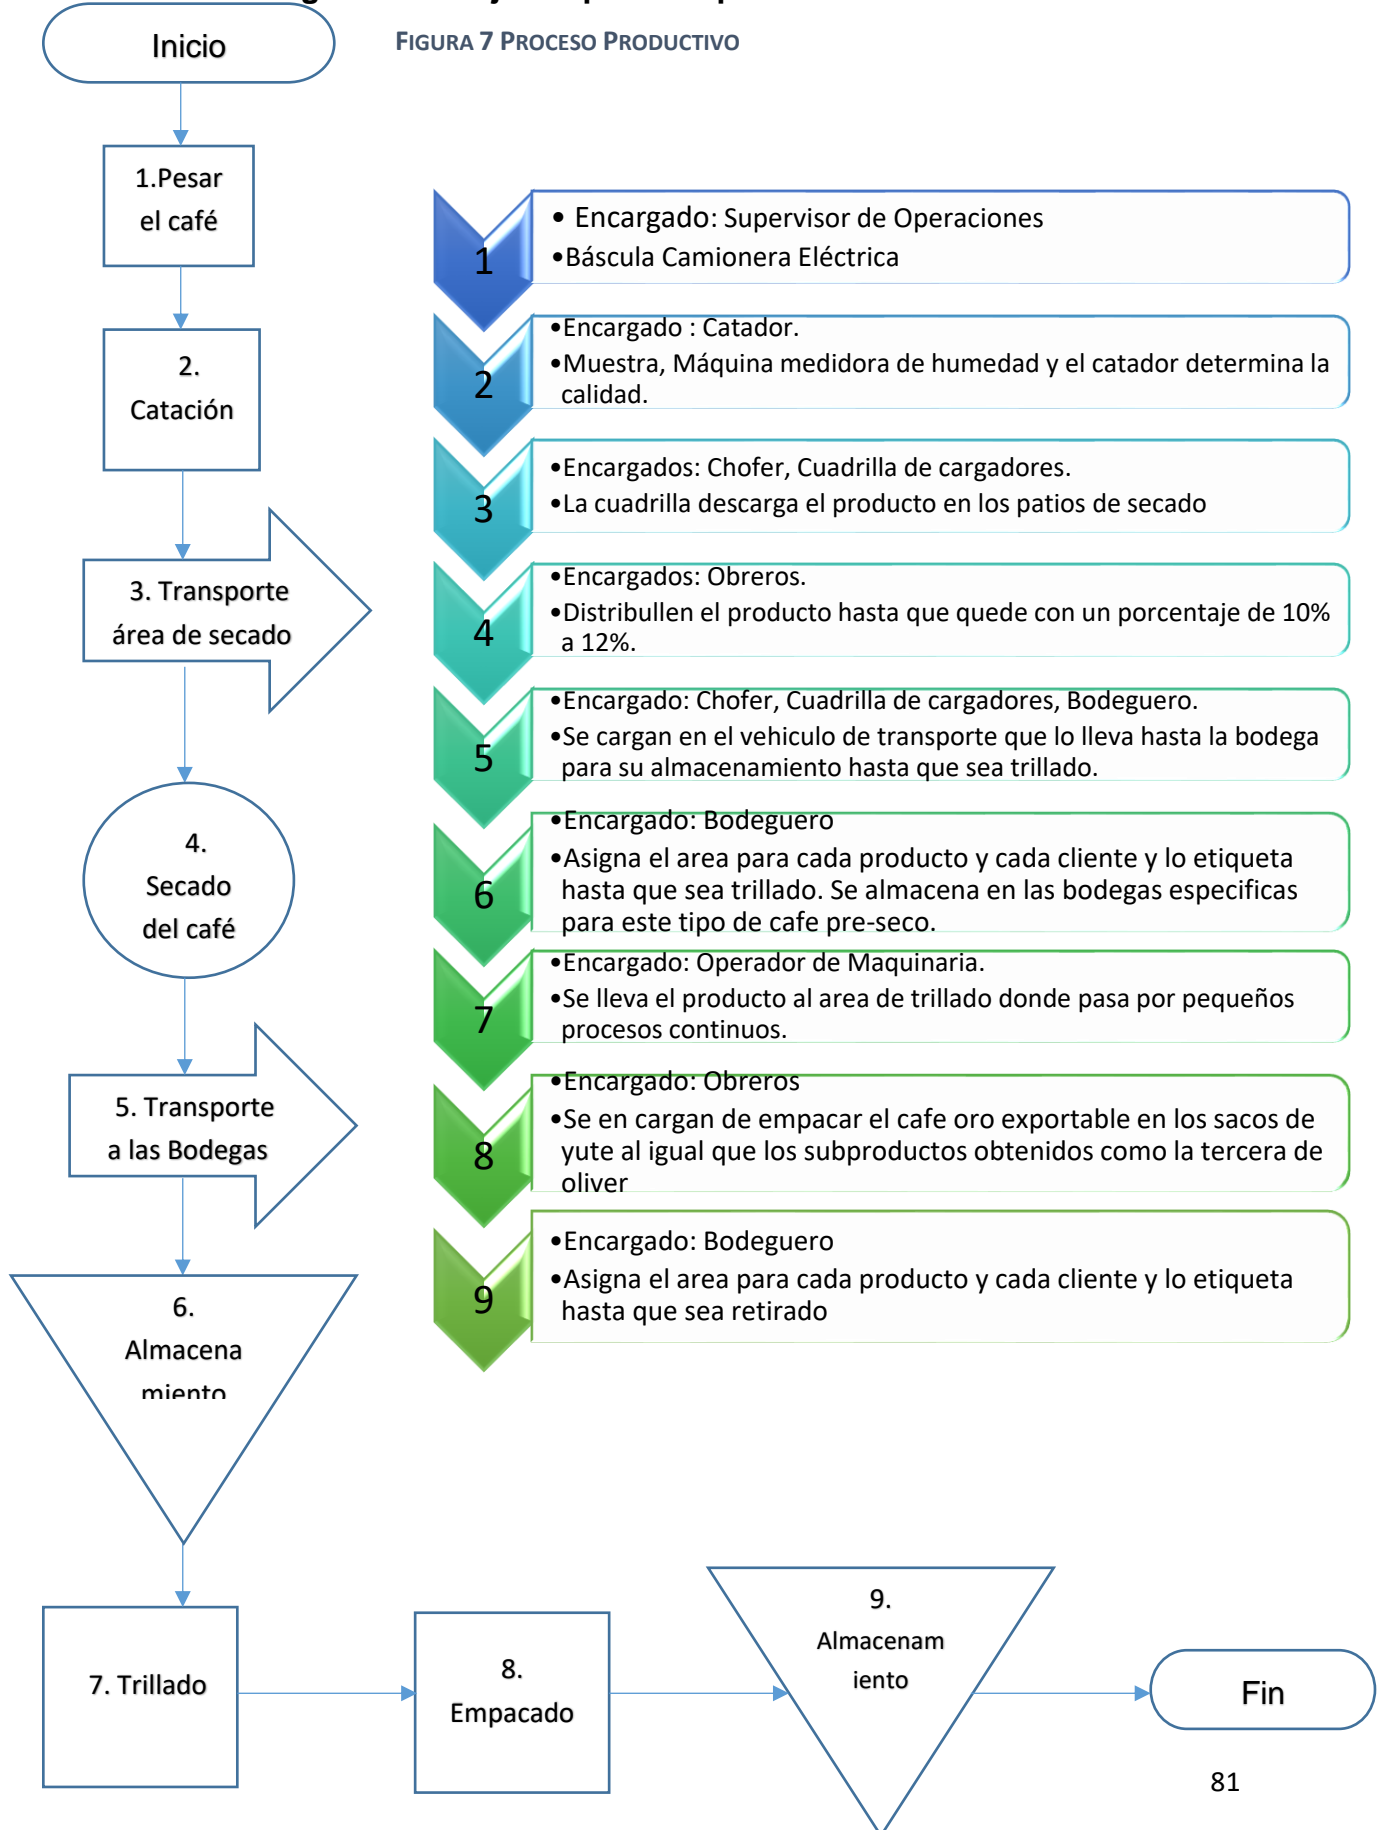 Inicio
FIGURA 7 PROCESO PRODUCTIVO
1.Pesar
el café
2.
Catación
3. Transporte
área de secado
4.
Secado
del café
5. Transporte
a las Bodegas
6.
Almacena
miento
7. Trillado
8.
Empacado
9.
Almacenam
iento
Fin
1
• Encargado: Supervisor de Operaciones
•Báscula Camionera Eléctrica
2
•Encargado : Catador.
•Muestra, Máquina medidora de humedad y el catador determina la
calidad.
3
•Encargados: Chofer, Cuadrilla de cargadores.
•La cuadrilla descarga el producto en los patios de secado
4
•Encargados: Obreros.
•Distribullen el producto hasta que quede con un porcentaje de 10%
a 12%.
5
•Encargado: Chofer, Cuadrilla de cargadores, Bodeguero.
•Se cargan en el vehiculo de transporte que lo lleva hasta la bodega
para su almacenamiento hasta que sea trillado.
6
•Encargado: Bodeguero
•Asigna el area para cada producto y cada cliente y lo etiqueta
hasta que sea trillado. Se almacena en las bodegas especificas
para este tipo de cafe pre-seco.
7
•Encargado: Operador de Maquinaria.
•Se lleva el producto al area de trillado donde pasa por pequeños
procesos continuos.
8
•Encargado: Obreros
•Se en cargan de empacar el cafe oro exportable en los sacos de
yute al igual que los subproductos obtenidos como la tercera de
oliver
9
•Encargado: Bodeguero
•Asigna el area para cada producto y cada cliente y lo etiqueta
hasta que sea retirado
81